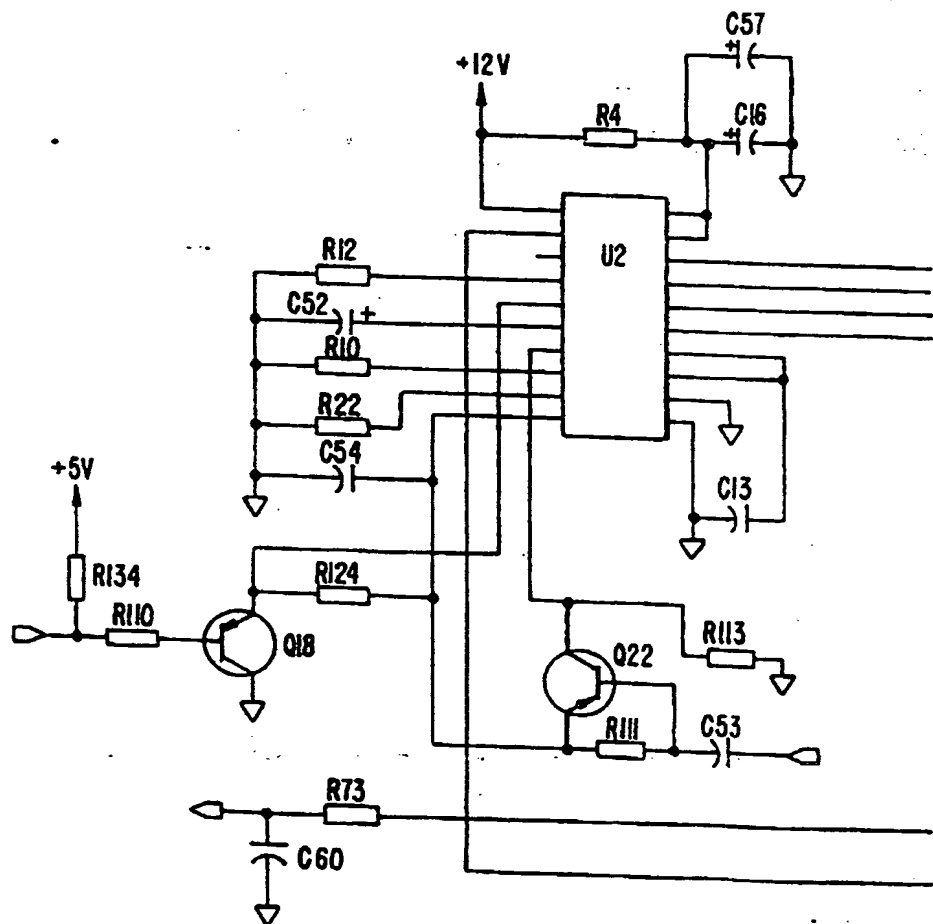 C57
+12V
+
R4
C16
+
U2
R12
C52
+
R10
R22
C54
+5V
C13
R134
R124
R110
Q18
Q22
R113
R111
C53
R73
C60